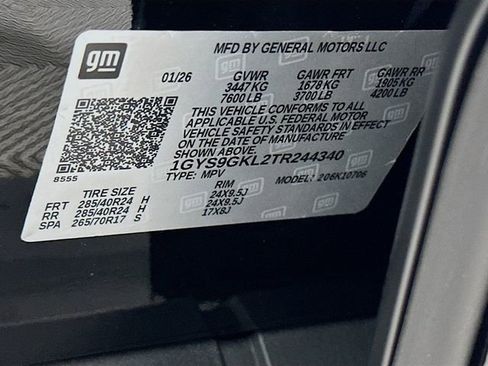 gm
MFD BY GENERAL MOTORS LLC
01/26 GVWR GAWR FRT GAWR RR
3447 KG 1678 KG 1905 KG
7600 LB 3700 LB 4200 LB
THIS VEHICLE CONFORMS TO ALL
APPLICABLE U.S. FEDERAL MOTOR
VEHICLE SAFETY STANDARDS IN EFFECT
ON THE DATE OF MANUFACTURE
SHOWN ABOVE.
1GYS9GKL2TR244340
8555 TYPE: MPV MODEL: 206K10706
TIRE SIZE RIM
FRT 285/40R24 H 24X9.5J
RR 285/40R24 H 24X9.5J
SPA 265/70R17 S 17X8J